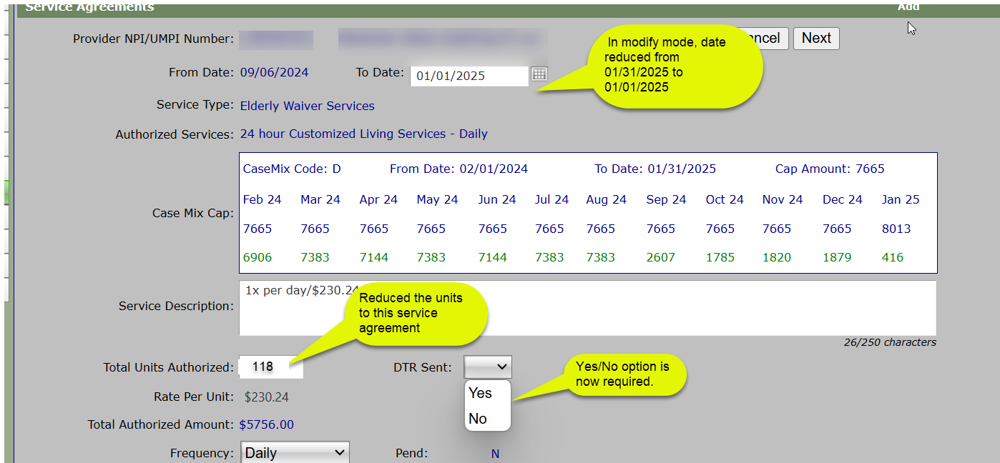 Service Agreements Add
Provider NPI/UMPI Number:
ncel Next
In modify mode, date
reduced from
01/31/2025 to
01/01/2025
From Date: 09/06/2024 To Date: 01/01/2025
Service Type: Elderly Waiver Services
Authorized Services: 24 hour Customized Living Services - Daily
Case Mix Cap:
CaseMix Code: D From Date: 02/01/2024 To Date: 01/31/2025 Cap Amount: 7665
Feb 24 Mar 24 Apr 24 May 24 Jun 24 Jul 24 Aug 24 Sep 24 Oct 24 Nov 24 Dec 24 Jan 25
7665 7665 7665 7665 7665 7665 7665 7665 7665 7665 7665 8013
6906 7383 7144 7383 7144 7383 7383 2607 1785 1820 1879 416
Service Description: 1x per day/$230.24
Reduced the units
to this service
agreement
26/250 characters
Total Units Authorized: 118 DTR Sent:
Yes
No
Yes/No option is
now required.
Rate Per Unit: $230.24
Total Authorized Amount: $5756.00
Frequency: Daily Pend: N